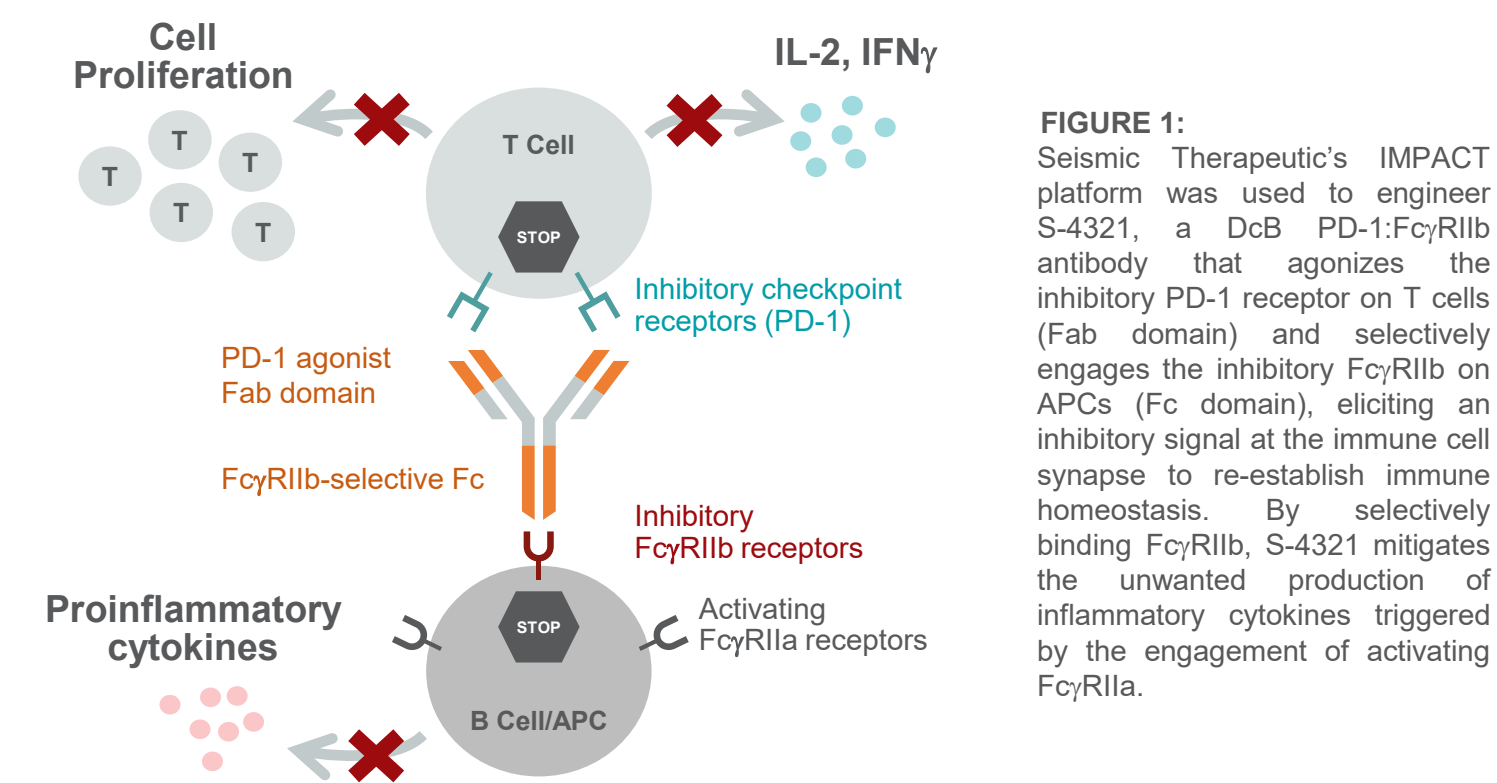 Cell
Proliferation
IL-2, IFNγ
T
T
T
T
T
T Cell
STOP
Inhibitory checkpoint
receptors (PD-1)
PD-1 agonist
Fab domain
FcγRIIb-selective Fc
Inhibitory
FcγRIIb receptors
Proinflammatory
cytokines
STOP
Activating
FcγRIIa receptors
B Cell/APC
FIGURE 1:
Seismic Therapeutic’s IMPACT
platform was used to engineer
S-4321, a DcB PD-1:FcγRIIb
antibody that agonizes the
inhibitory PD-1 receptor on T cells
(Fab domain) and selectively
engages the inhibitory FcγRIIb on
APCs (Fc domain), eliciting an
inhibitory signal at the immune cell
synapse to re-establish immune
homeostasis. By selectively
binding FcγRIIb, S-4321 mitigates
the unwanted production of
inflammatory cytokines triggered
by the engagement of activating
FcγRIIa.